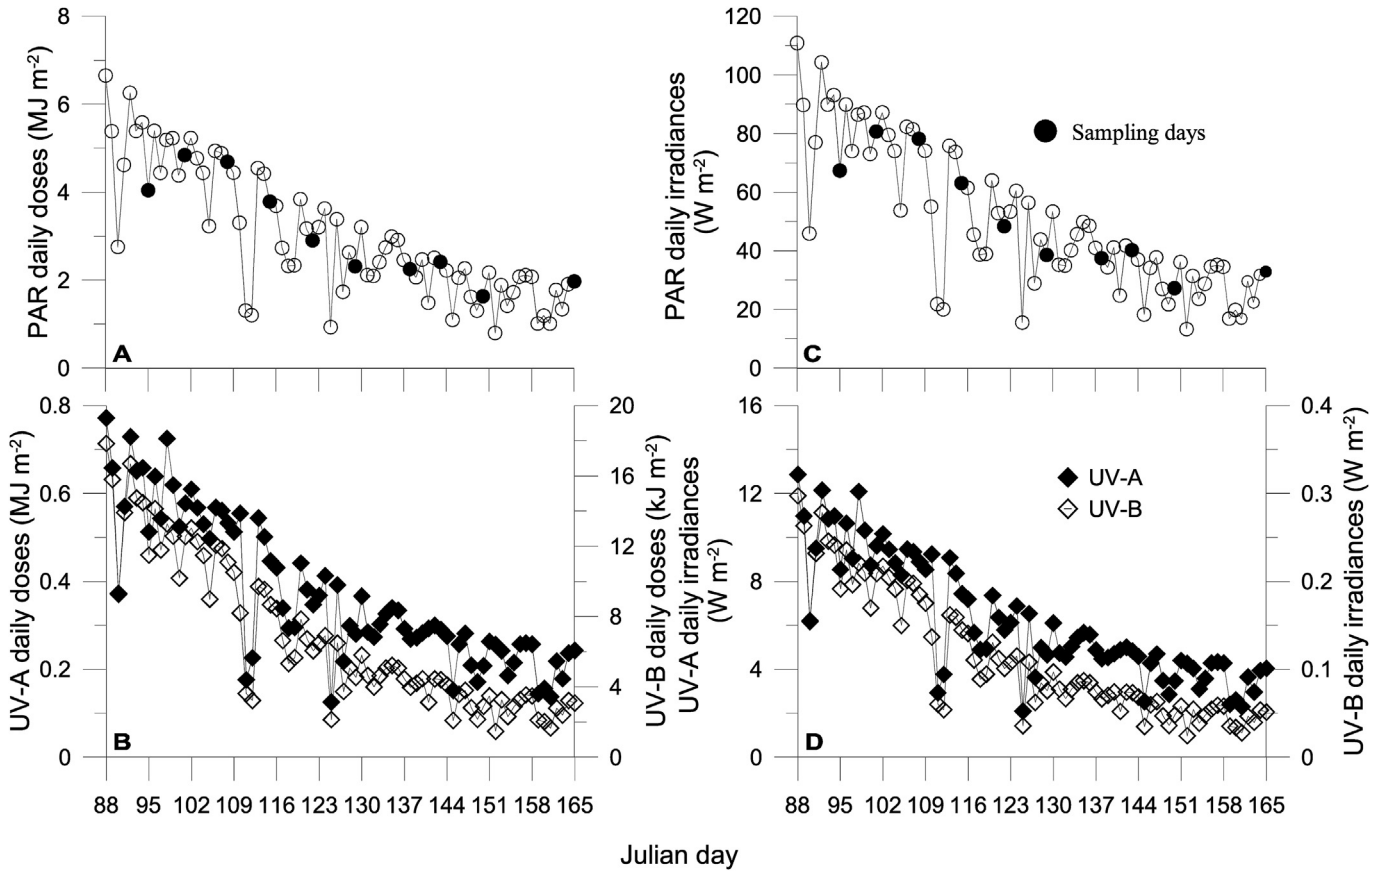 PAR daily doses (MJ m-2)
8
6
4
2
0
A
PAR daily irradiances
(W m-2)
120
100
80
60
40
20
0
Sampling days
C
UV-A daily doses (MJ m-2)
0.8
0.6
0.4
0.2
0
B
20
16
12
8
4
0
UV-B daily doses (kJ m-2)
UV-A daily irradiances
(W m-2)
16
12
8
4
0
UV-A
UV-B
D
0.4
0.3
0.2
0.1
0
UV-B daily irradiances (W m-2)
88 95 102 109 116 123 130 137 144 151 158 165
88 95 102 109 116 123 130 137 144 151 158 165
Julian day